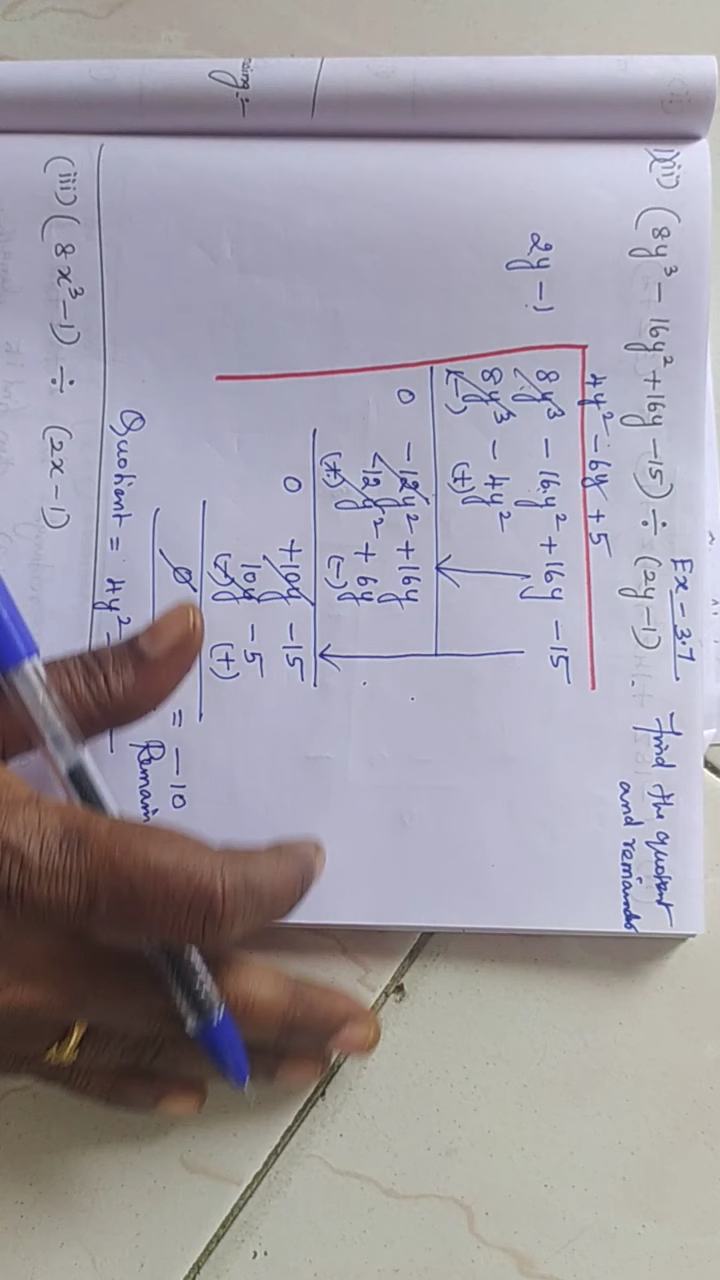 Ex - 3.7
ii) (8y³ - 16y² + 16y - 15) ÷ (2y - 1)
find the quotient
and remainder
4y² - 6y + 5
2y - 1
8y³ - 16y² + 16y - 15
8y³ - 4y²
(-) (+)
0 -12y² + 16y
-12y² + 6y
(+) (-)
0 +10y - 15
10y - 5
(-) (+)
0 = -10
Remain
Quotient = 4y²
(iii) (8x³ - 1) ÷ (2x - 1)